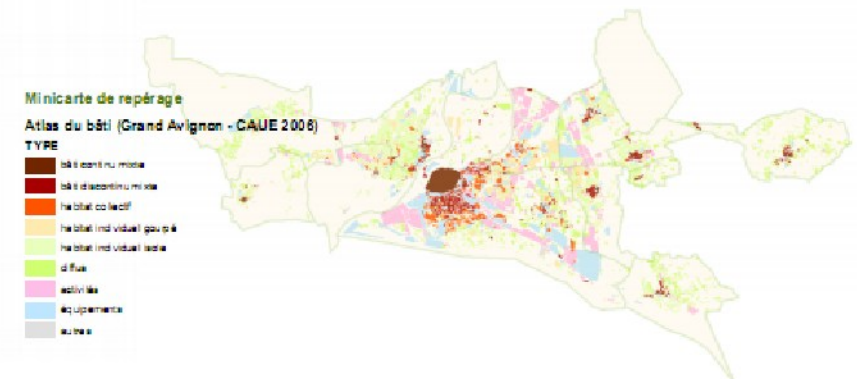 Minicarte de repérage
Atlas du bâti (Grand Avignon - CAUE 2006)
TYPE
bâti continu mixte
bâti discontinu mixte
habitat collectif
habitat individuel goupé
habitat individuel isolé
diffus
activités
équipements
autres